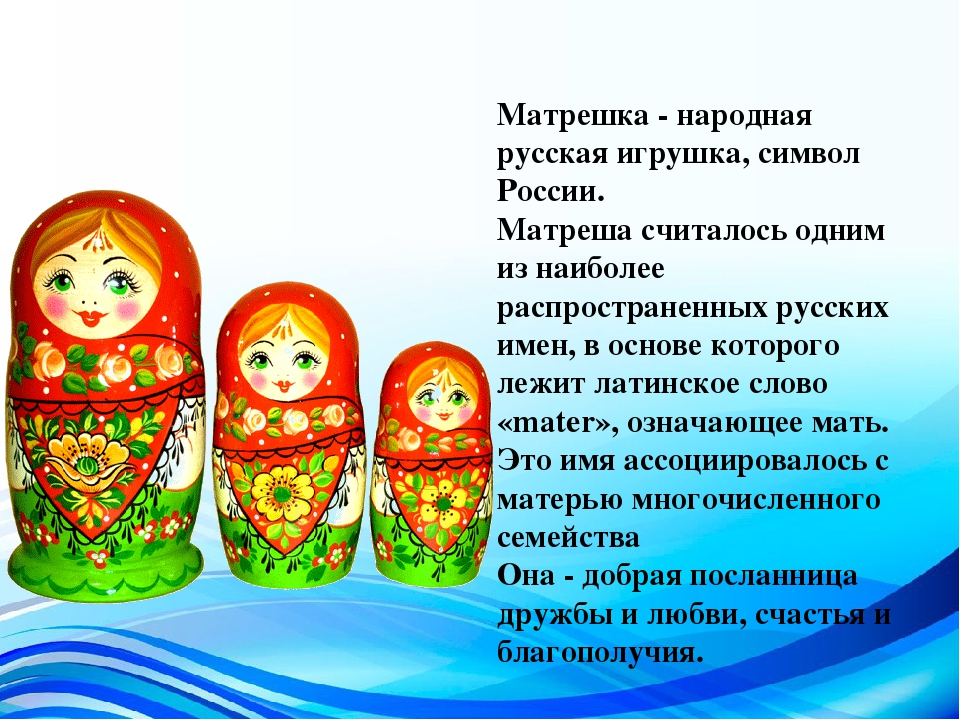 Матрешка - народная
русская игрушка, символ
России.
Матреша считалось одним
из наиболее
распространенных русских
имен, в основе которого
лежит латинское слово
«mater», означающее мать.
Это имя ассоциировалось с
матерью многочисленного
семейства
Она - добрая посланница
дружбы и любви, счастья и
благополучия.